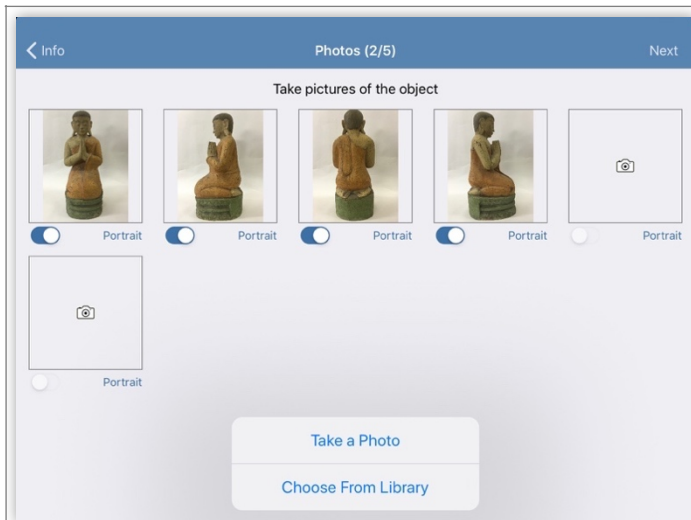 Info
Photos (2/5)
Next
Take pictures of the object
Portrait
Portrait
Portrait
Portrait
Portrait
Portrait
Take a Photo
Choose From Library